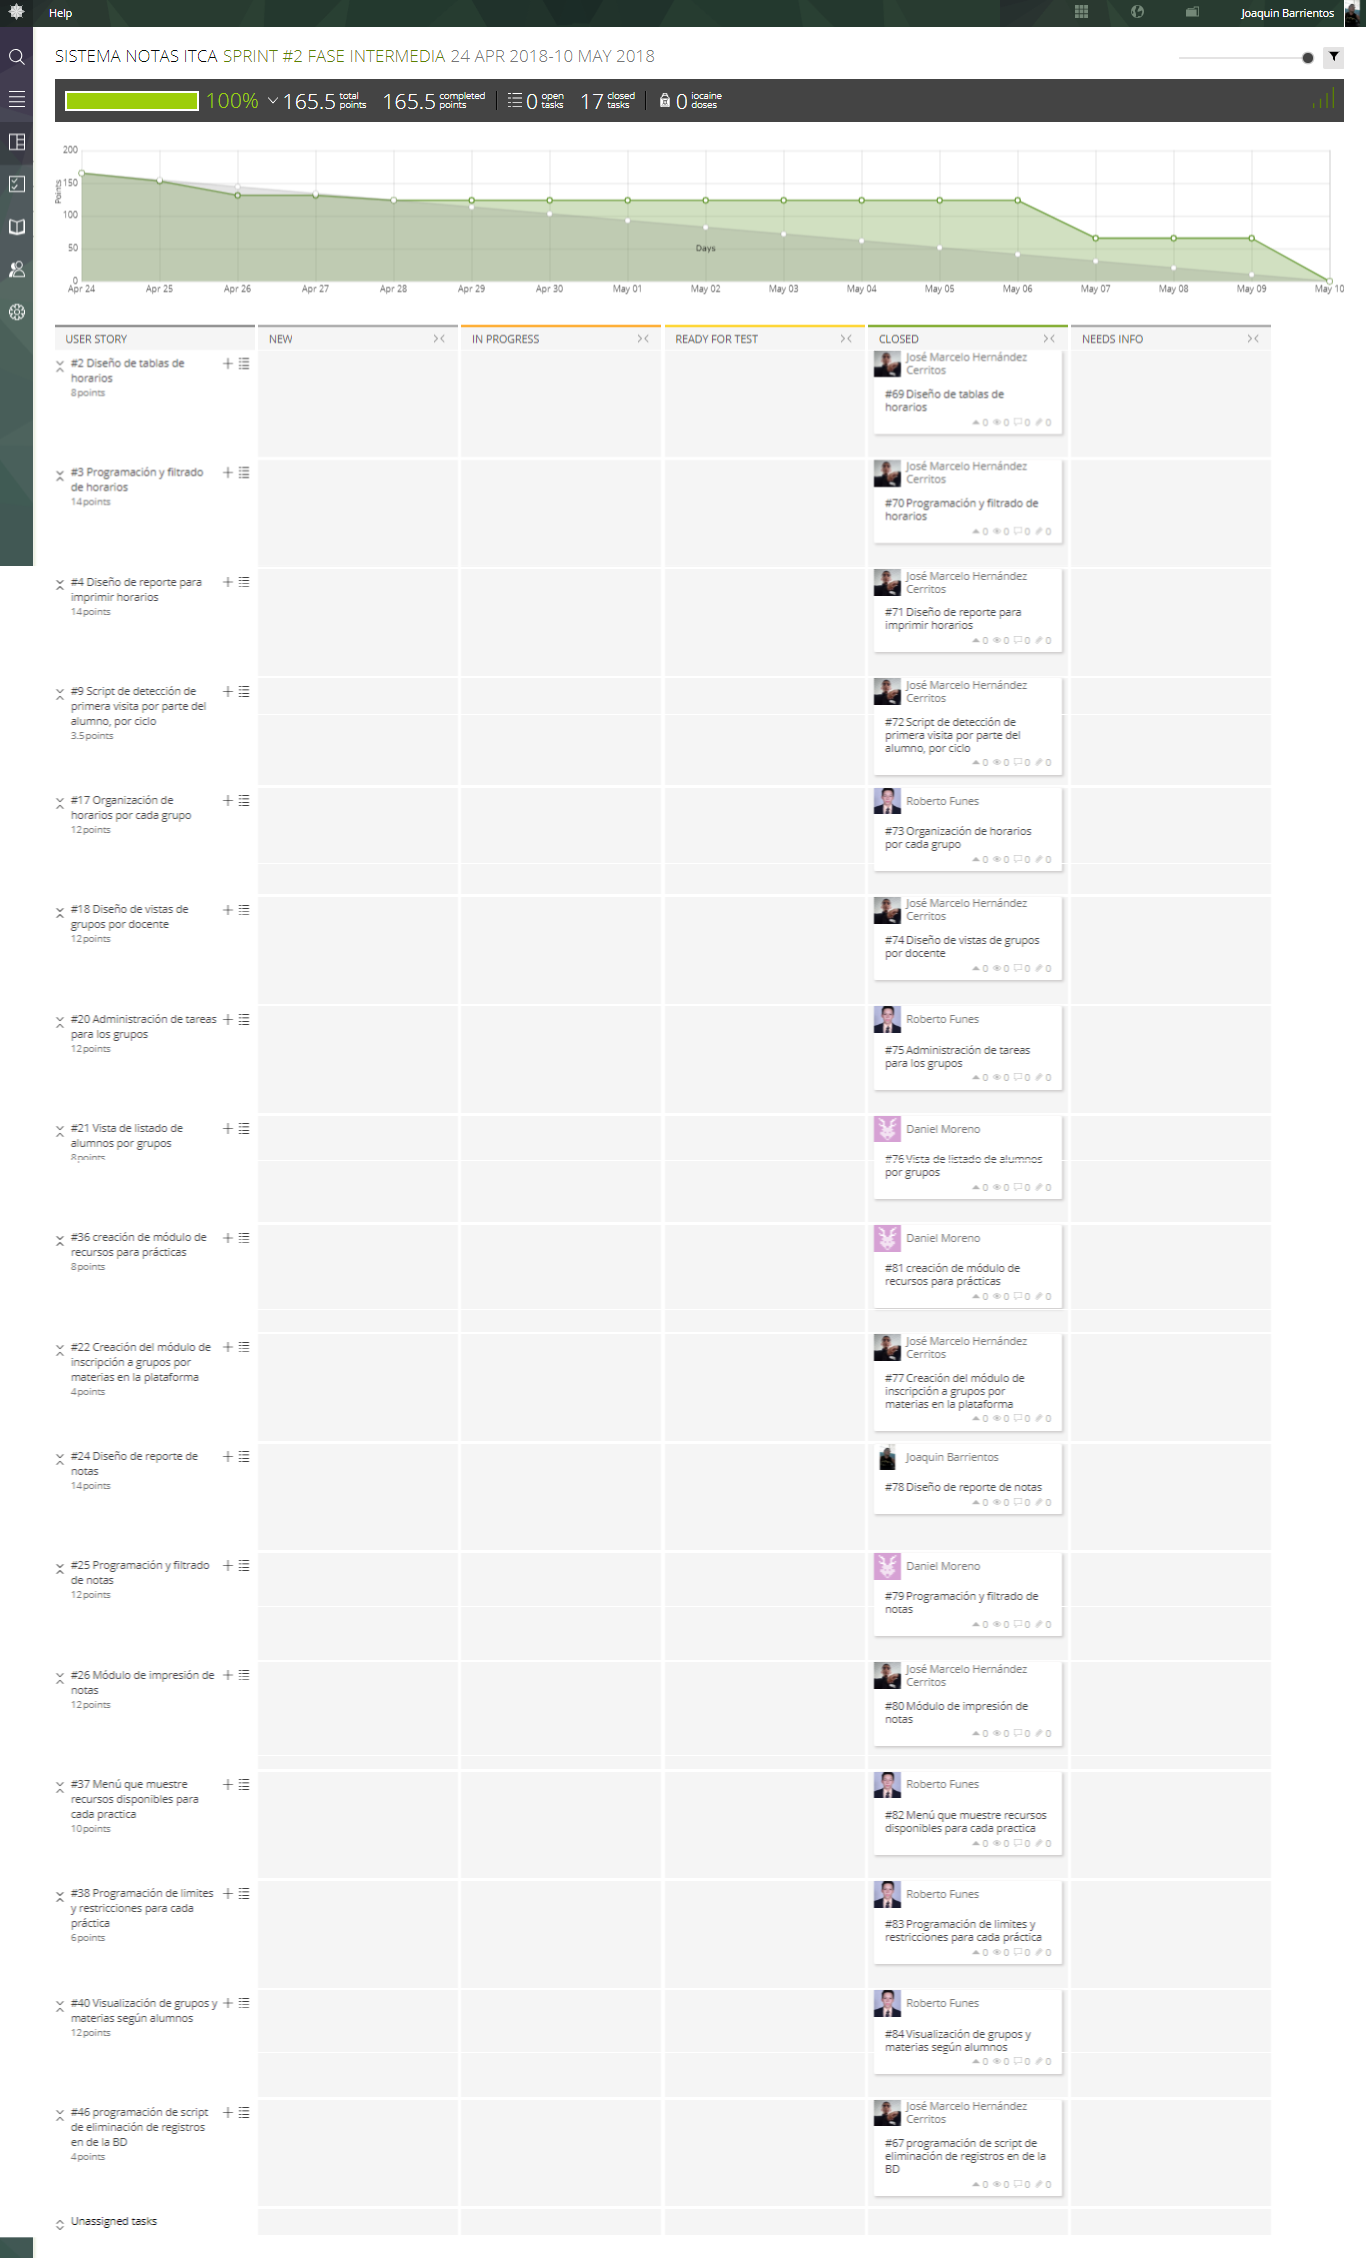 Help
Joaquin Barrientos
SISTEMA NOTAS ITCA SPRINT #2 FASE INTERMEDIA 24 APR 2018-10 MAY 2018
100% 165.5 total points 165.5 completed points 0 open tasks 17 closed tasks 0 iocaine doses
200
150
100
50
0
Points
Days
Apr 24 Apr 25 Apr 26 Apr 27 Apr 28 Apr 29 Apr 30 May 01 May 02 May 03 May 04 May 05 May 06 May 07 May 08 May 09 May 10
USER STORY NEW IN PROGRESS READY FOR TEST CLOSED NEEDS INFO
#2 Diseño de tablas de
horarios
8points
José Marcelo Hernández
Cerritos
#69 Diseño de tablas de
horarios
0 0 0 0
#3 Programación y filtrado
de horarios
14points
José Marcelo Hernández
Cerritos
#70 Programación y filtrado de
horarios
0 0 0 0
#4 Diseño de reporte para
imprimir horarios
14points
José Marcelo Hernández
Cerritos
#71 Diseño de reporte para
imprimir horarios
0 0 0 0
#9 Script de detección de
primera visita por parte del
alumno, por ciclo
3.5points
José Marcelo Hernández
Cerritos
#72 Script de detección de
primera visita por parte del
alumno, por ciclo
0 0 0 0
#17 Organización de
horarios por cada grupo
12points
Roberto Funes
#73 Organización de horarios
por cada grupo
0 0 0 0
#18 Diseño de vistas de
grupos por docente
12points
José Marcelo Hernández
Cerritos
#74 Diseño de vistas de grupos
por docente
0 0 0 0
#20 Administración de tareas
para los grupos
12points
Roberto Funes
#75 Administración de tareas
para los grupos
0 0 0 0
#21 Vista de listado de
alumnos por grupos
8points
Daniel Moreno
#76 Vista de listado de alumnos
por grupos
0 0 0 0
#36 creación de módulo de
recursos para prácticas
8points
Daniel Moreno
#81 creación de módulo de
recursos para prácticas
0 0 0 0
#22 Creación del módulo de
inscripción a grupos por
materias en la plataforma
4points
José Marcelo Hernández
Cerritos
#77 Creación del módulo de
inscripción a grupos por
materias en la plataforma
0 0 0 0
#24 Diseño de reporte de
notas
14points
Joaquin Barrientos
#78 Diseño de reporte de notas
0 0 0 0
#25 Programación y filtrado
de notas
12points
Daniel Moreno
#79 Programación y filtrado de
notas
0 0 0 0
#26 Módulo de impresión de
notas
12points
José Marcelo Hernández
Cerritos
#80 Módulo de impresión de
notas
0 0 0 0
#37 Menú que muestre
recursos disponibles para
cada practica
10points
Roberto Funes
#82 Menú que muestre recursos
disponibles para cada practica
0 0 0 0
#38 Programación de limites
y restricciones para cada
práctica
6points
Roberto Funes
#83 Programación de limites y
restricciones para cada práctica
0 0 0 0
#40 Visualización de grupos y
materias según alumnos
12points
Roberto Funes
#84 Visualización de grupos y
materias según alumnos
0 0 0 0
#46 programación de script
de eliminación de registros
en de la BD
4points
José Marcelo Hernández
Cerritos
#67 programación de script de
eliminación de registros en de la
BD
0 0 0 0
Unassigned tasks